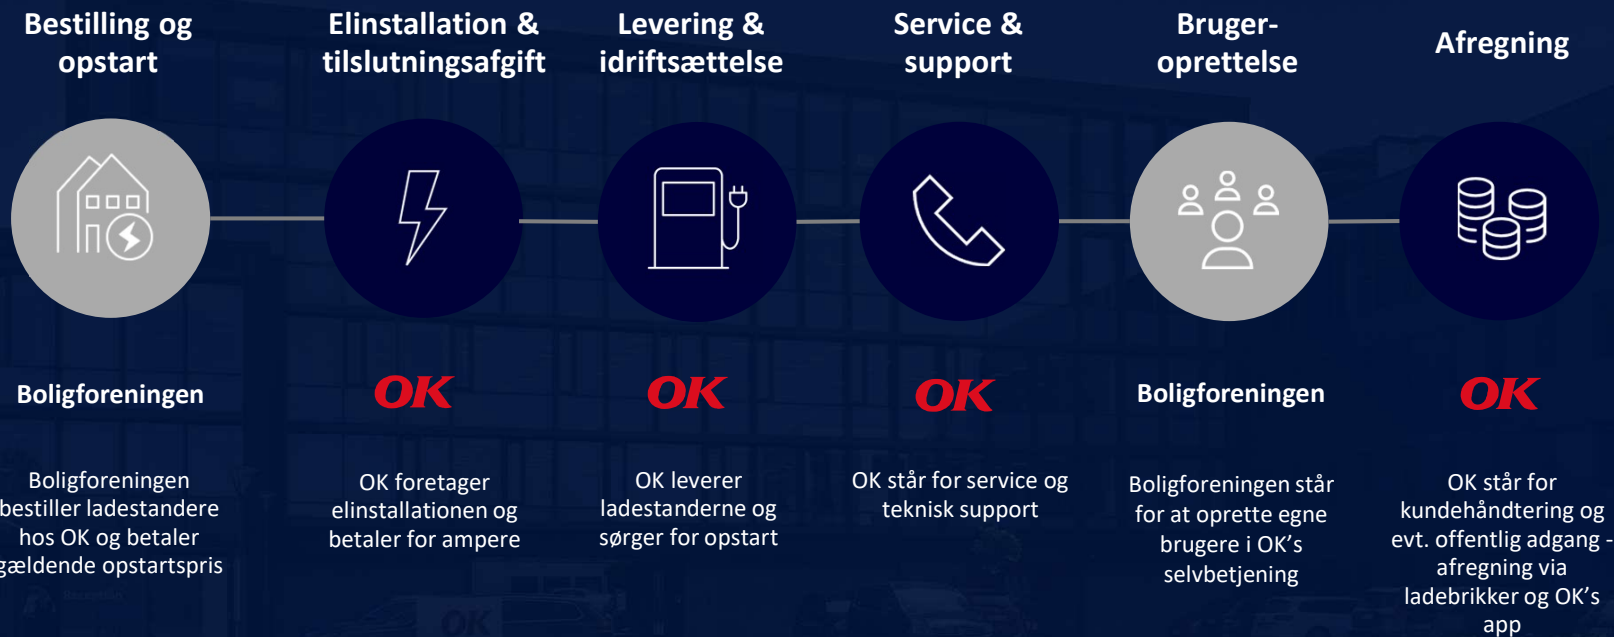 Bestilling og
opstart
Elinstallation &
tilslutningsafgift
Levering &
idriftsættelse
Service &
support
Bruger-
oprettelse
Afregning
Boligforeningen
OK
OK
OK
Boligforeningen
OK
Boligforeningen
bestiller ladestandere
hos OK og betaler
gældende opstartspris
OK foretager
elinstallationen og
betaler for ampere
OK leverer
ladestanderne og
sørger for opstart
OK står for service og
teknisk support
Boligforeningen står
for at oprette egne
brugere i OK's
selvbetjening
OK står for
kundehåndtering og
evt. offentlig adgang -
afregning via
ladebrikker og OK's
app
OK